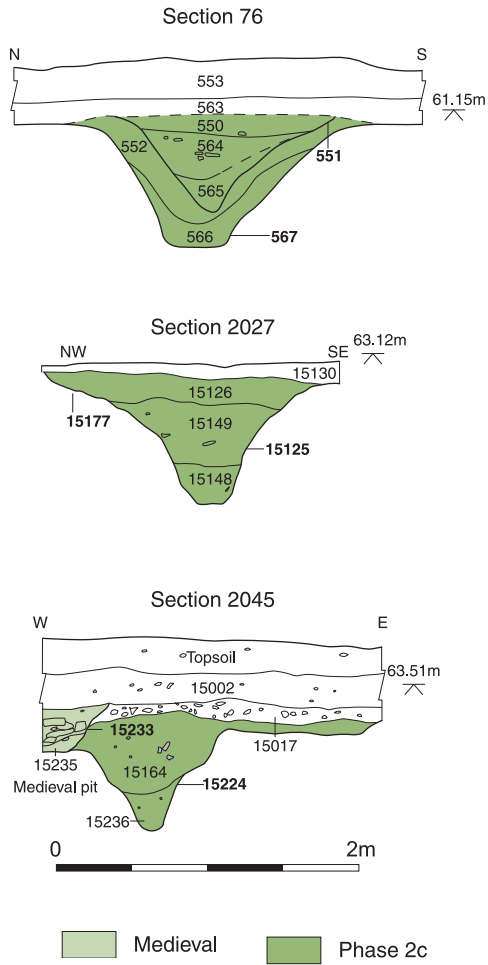 Section 76
N S
553
563
61.15m
550
552 564
551
565
566 567
Section 2027
NW SE 63.12m
15130
15126
15177
15149
15125
15148
Section 2045
W E
Topsoil
63.51m
15002
15233
15235 15017
15164
Medieval pit 15224
15236
0 2m
Medieval Phase 2c